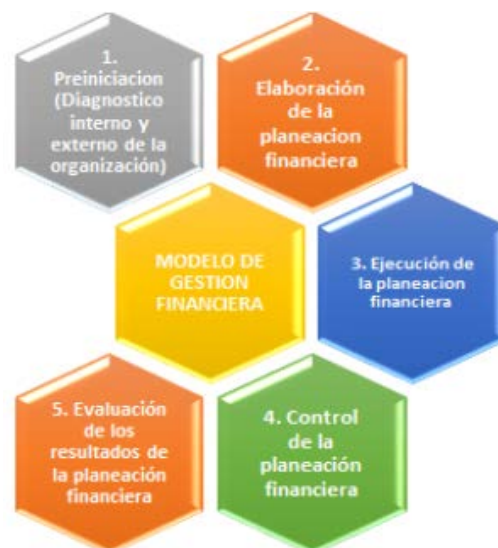 1.
Preiniciacion
(Diagnostico
interno y
externo de la
organización)
2.
Elaboración
de la
planeacion
financiera
MODELO DE
GESTION
FINANCIERA
3. Ejecución de
la planeacion
financiera
5. Evaluación
de los
resultados de
la planeación
financiera
4. Control
de la
planeación
financiera